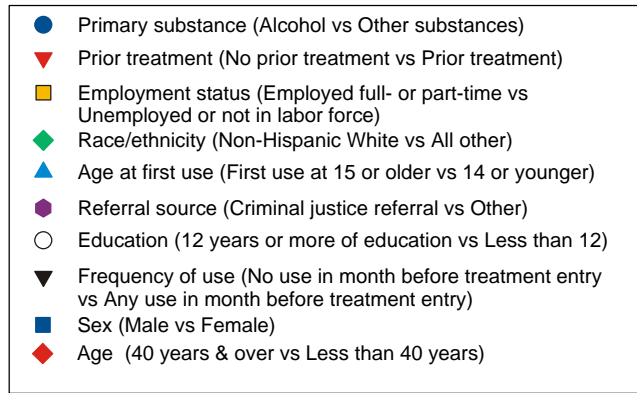 Primary substance (Alcohol vs Other substances)
Prior treatment (No prior treatment vs Prior treatment)
Employment status (Employed full- or part-time vs
Unemployed or not in labor force)
Race/ethnicity (Non-Hispanic White vs All other)
Age at first use (First use at 15 or older vs 14 or younger)
Referral source (Criminal justice referral vs Other)
Education (12 years or more of education vs Less than 12)
Frequency of use (No use in month before treatment entry
vs Any use in month before treatment entry)
Sex (Male vs Female)
Age (40 years & over vs Less than 40 years)